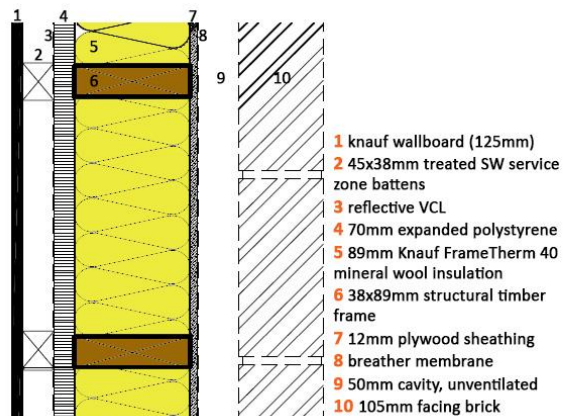 1 4 7
3 8
2 5
6 9 10
1 knauf wallboard (125mm)
2 45x38mm treated SW service
zone battens
3 reflective VCL
4 70mm expanded polystyrene
5 89mm Knauf FrameTherm 40
mineral wool insulation
6 38x89mm structural timber
frame
7 12mm plywood sheathing
8 breather membrane
9 50mm cavity, unventilated
10 105mm facing brick